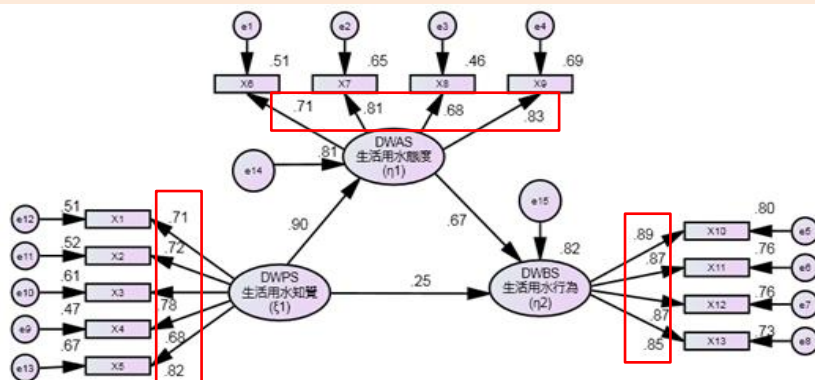 e1
e2
e3
e4
.51
.65
.46
.69
X6
X7
X8
X9
.71
.81
.68
.83
DWAS
生活用水態度
(η1)
.81
e14
e15
.90
.67
.82
e12
.51
X1
.71
e11
.52
X2
.72
e10
.61
X3
.78
e9
.47
X4
.68
e13
.67
X5
.82
DWPS
生活用水知覺
(ξ1)
.25
DWBS
生活用水行為
(η2)
.89
X10
.80
e5
.87
X11
.76
e6
.87
X12
.76
e7
.85
X13
.73
e8